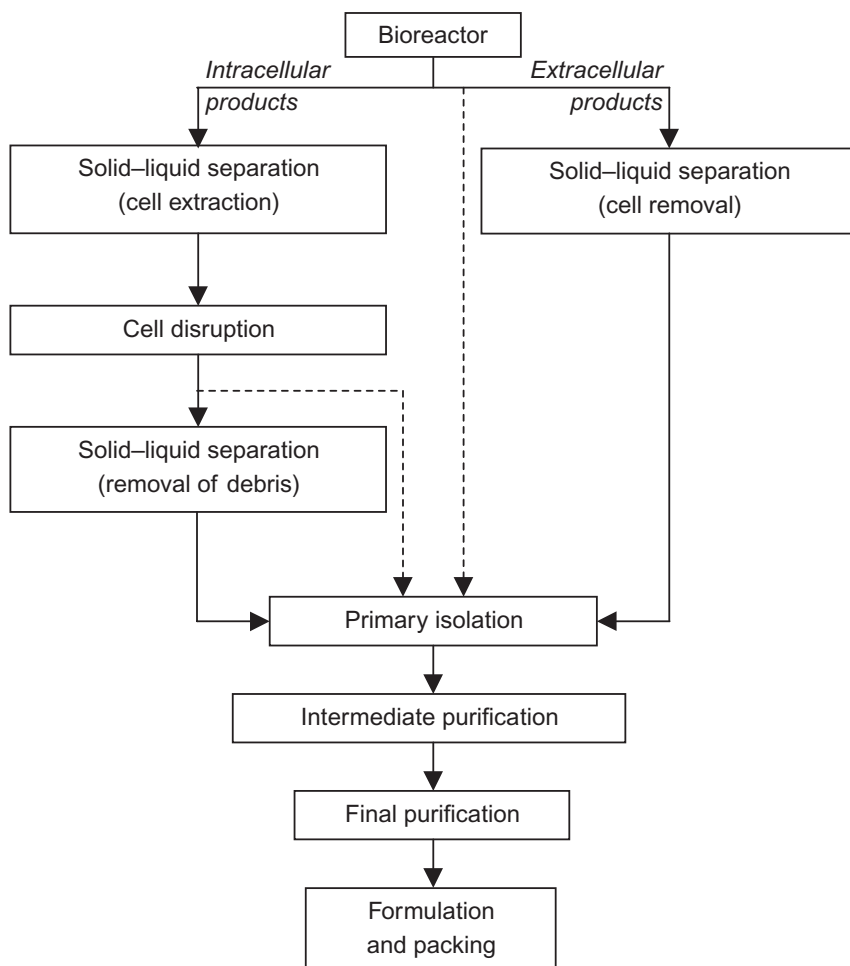 Bioreactor
Intracellular
products
Extracellular
products
Solid–liquid separation
(cell extraction)
Solid–liquid separation
(cell removal)
Cell disruption
Solid–liquid separation
(removal of debris)
Primary isolation
Intermediate purification
Final purification
Formulation
and packing